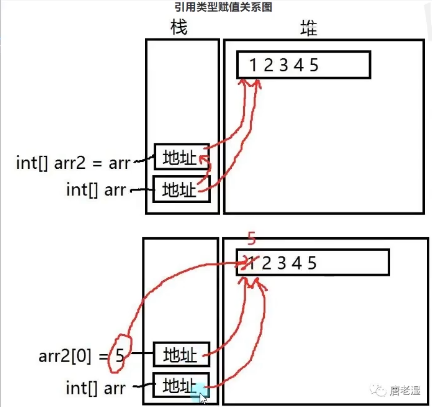 引用类型赋值关系图
栈 堆
1 2 3 4 5
int[] arr2 = arr 地址
int[] arr 地址
5
1 2 3 4 5
arr2[0] = 5 地址
int[] arr 地址
鹿老湿